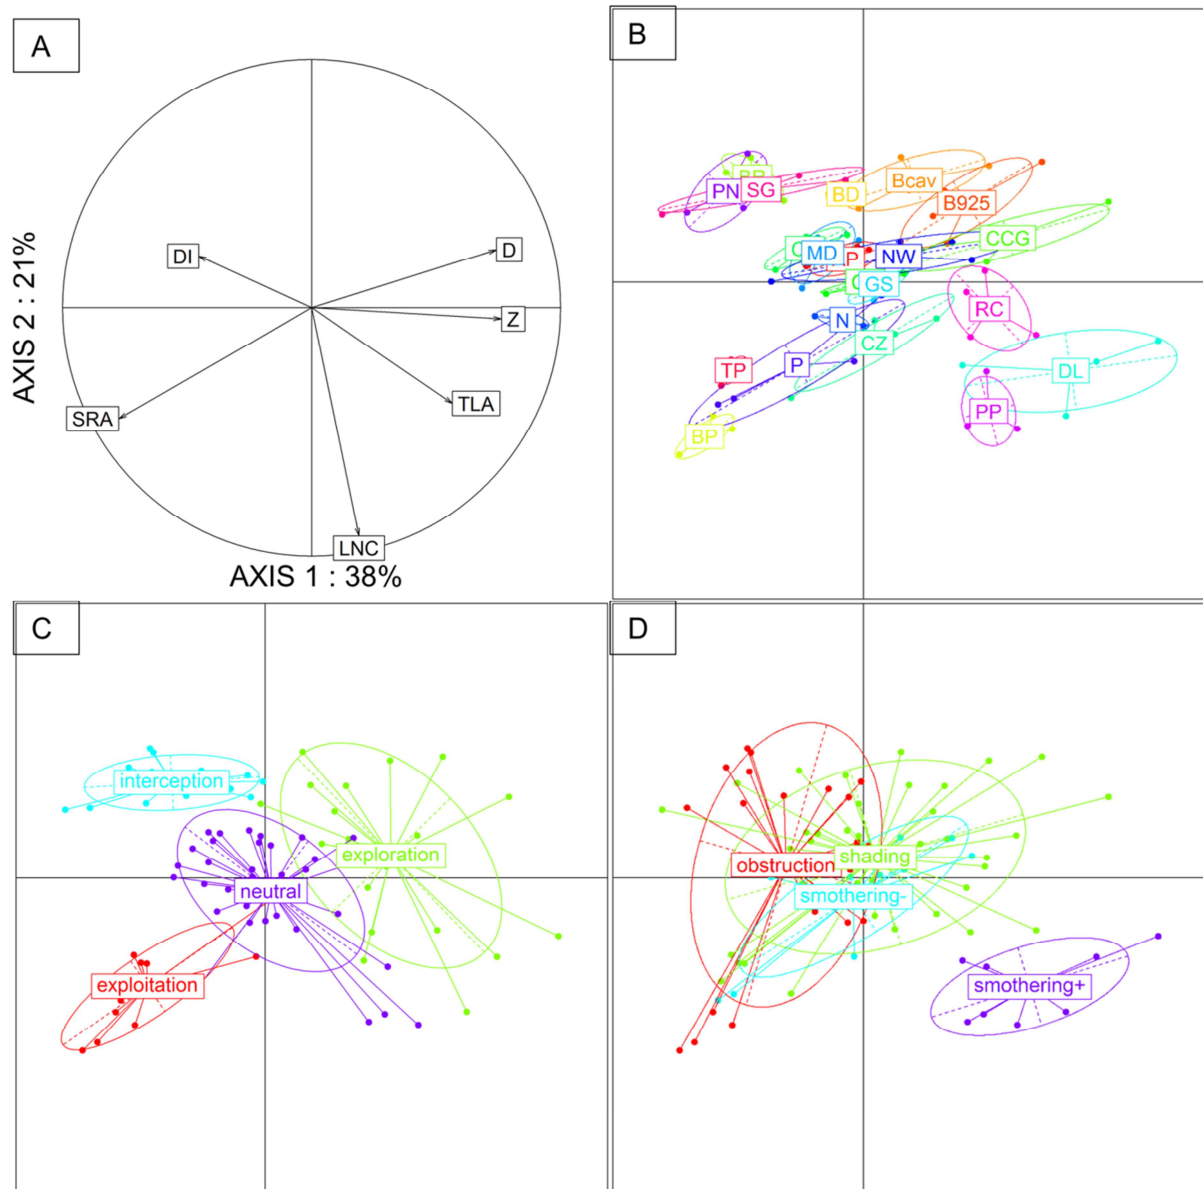 A
DI
D
Z
SRA
TLA
LNC
AXIS 2 : 21%
AXIS 1 : 38%
B
PN
SG
BD
Bcav
B925
MD
P
NW
CCG
GS
RC
N
CZ
TP
P
DL
PP
BP
C
interception
exploration
neutral
exploitation
D
obstruction
shading
smothering-
smothering+